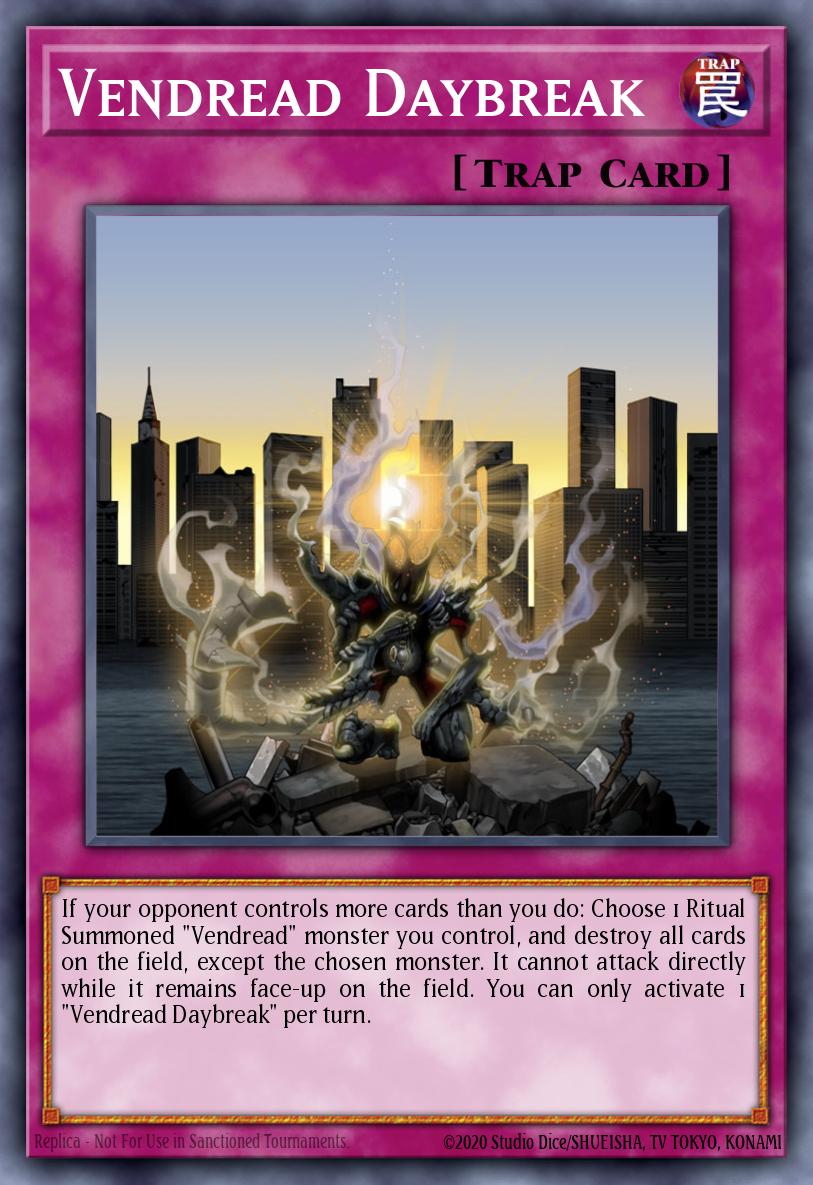 VENDREAD DAYBREAK
TRAP
罠
[TRAP CARD]
If your opponent controls more cards than you do: Choose 1 Ritual
Summoned "Vendread" monster you control, and destroy all cards
on the field, except the chosen monster. It cannot attack directly
while it remains face-up on the field. You can only activate 1
"Vendread Daybreak" per turn.
Replica - Not For Use in Sanctioned Tournaments.
©2020 Studio Dice/SHUEISHA, TV TOKYO, KONAMI